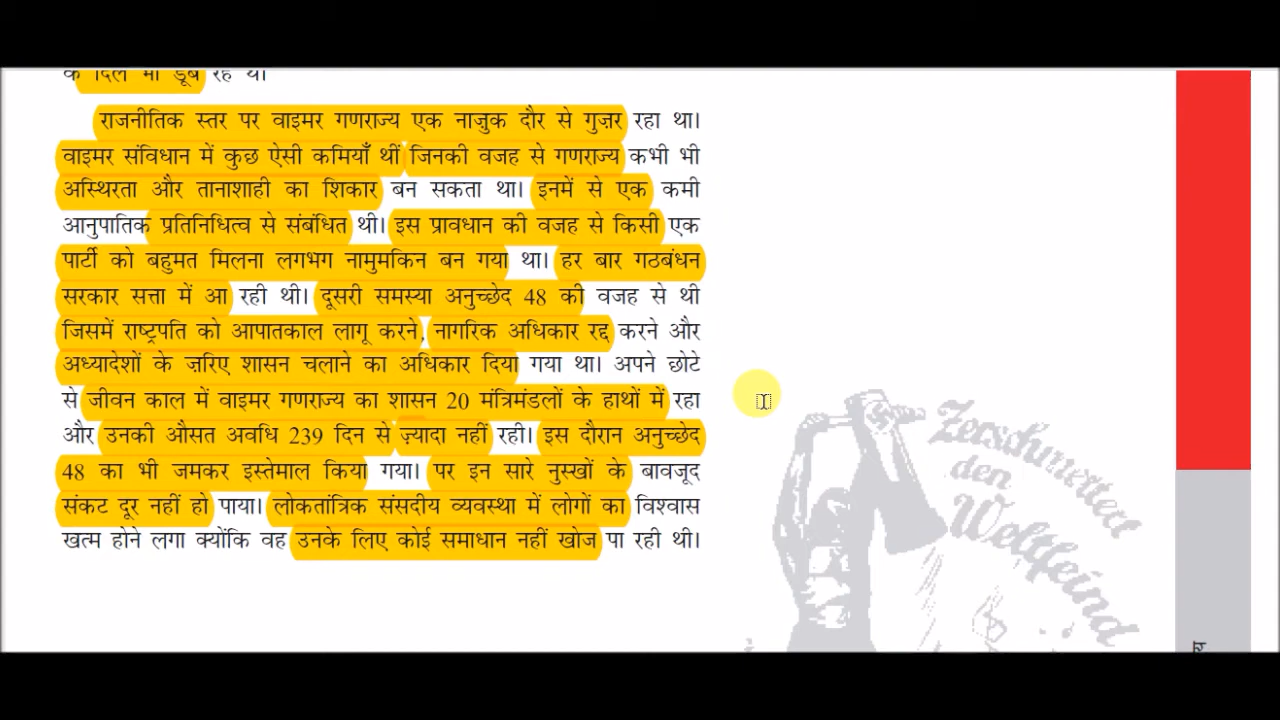 के दिल भी डूब रहे थे।
राजनीतिक स्तर पर वाइमर गणराज्य एक नाज़ुक दौर से गुज़र रहा था।
वाइमर संविधान में कुछ ऐसी कमियाँ थीं जिनकी वजह से गणराज्य कभी भी
अस्थिरता और तानाशाही का शिकार बन सकता था। इनमें से एक कमी
आनुपातिक प्रतिनिधित्व से संबंधित थी। इस प्रावधान की वजह से किसी एक
पार्टी को बहुमत मिलना लगभग नामुमकिन बन गया था। हर बार गठबंधन
सरकार सत्ता में आ रही थी। दूसरी समस्या अनुच्छेद 48 की वजह से थी
जिसमें राष्ट्रपति को आपातकाल लागू करने, नागरिक अधिकार रद्द करने और
अध्यादेशों के ज़रिए शासन चलाने का अधिकार दिया गया था। अपने छोटे
से जीवन काल में वाइमर गणराज्य का शासन 20 मंत्रिमंडलों के हाथों में रहा
और उनकी औसत अवधि 239 दिन से ज़्यादा नहीं रही। इस दौरान अनुच्छेद
48 का भी जमकर इस्तेमाल किया गया। पर इन सारे नुस्खों के बावजूद
संकट दूर नहीं हो पाया। लोकतांत्रिक संसदीय व्यवस्था में लोगों का विश्वास
खत्म होने लगा क्योंकि वह उनके लिए कोई समाधान नहीं खोज पा रही थी।
Zerschmettert
den
Weltfeind